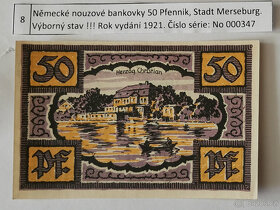 8
Německé nouzové bankovky 50 Pfennik, Stadt Merseburg.
Výborný stav !!! Rok vydání 1921. Číslo série: No 000347
Herzog Christian
50 50
Pf. Pf.